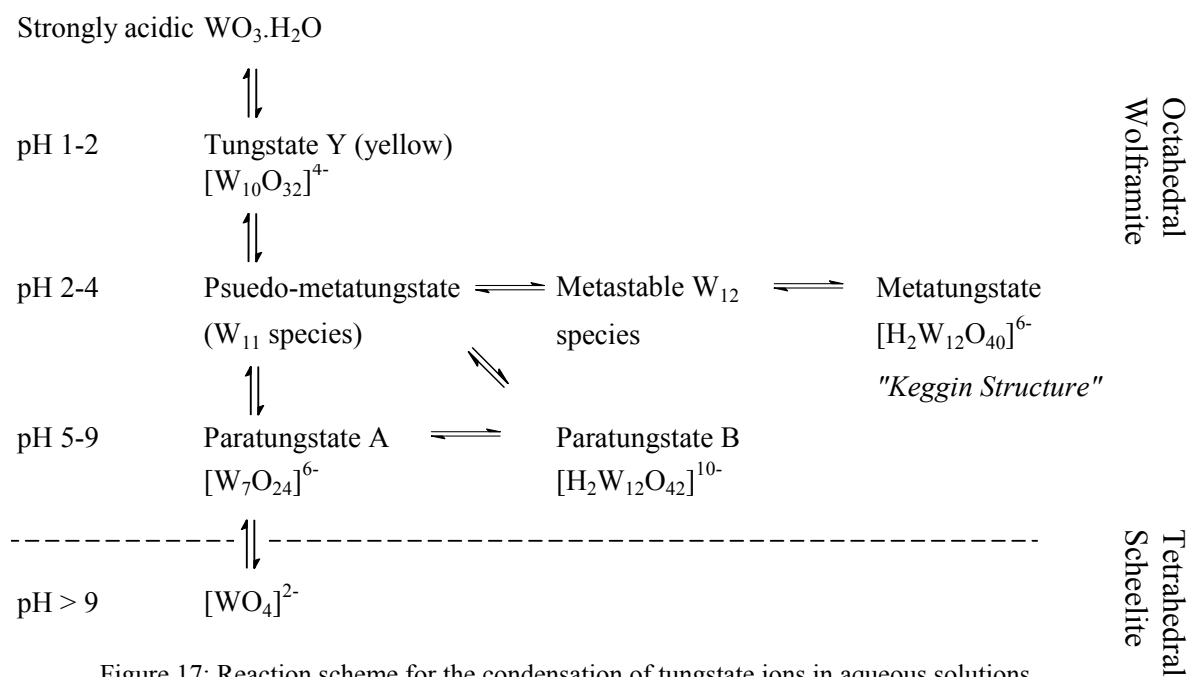 Strongly acidic WO₃.H₂O
pH 1-2 Tungstate Y (yellow)
[W₁₀O₃₂]⁴⁻
pH 2-4 Psuedo-metatungstate Metastable W₁₂ Metatungstate
(W₁₁ species) species [H₂W₁₂O₄₀]⁶⁻
"Keggin Structure"
pH 5-9 Paratungstate A Paratungstate B
[W₇O₂₄]⁶⁻ [H₂W₁₂O₄₂]¹⁰⁻
pH > 9 [WO₄]²⁻
Octahedral
Wolframite
Tetrahedral
Scheelite
Figure 17: Reaction scheme for the condensation of tungstate ions in aqueous solutions